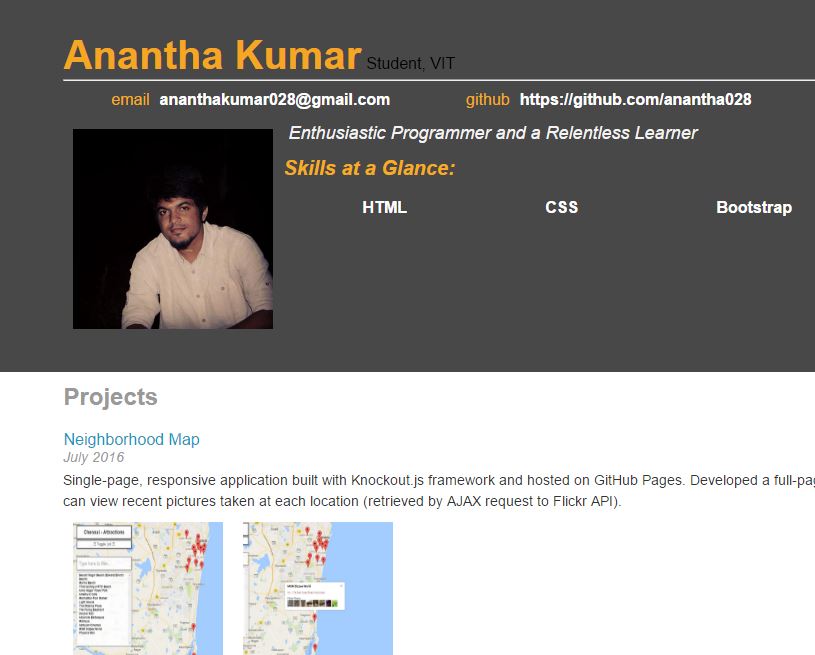 Anantha Kumar Student, VIT
email ananthakumar028@gmail.com github https://github.com/anantha028
Enthusiastic Programmer and a Relentless Learner
Skills at a Glance:
HTML CSS Bootstrap
Projects
Neighborhood Map
July 2016
Single-page, responsive application built with Knockout.js framework and hosted on GitHub Pages. Developed a full-pag
can view recent pictures taken at each location (retrieved by AJAX request to Flickr API).
Chennai - Attractions